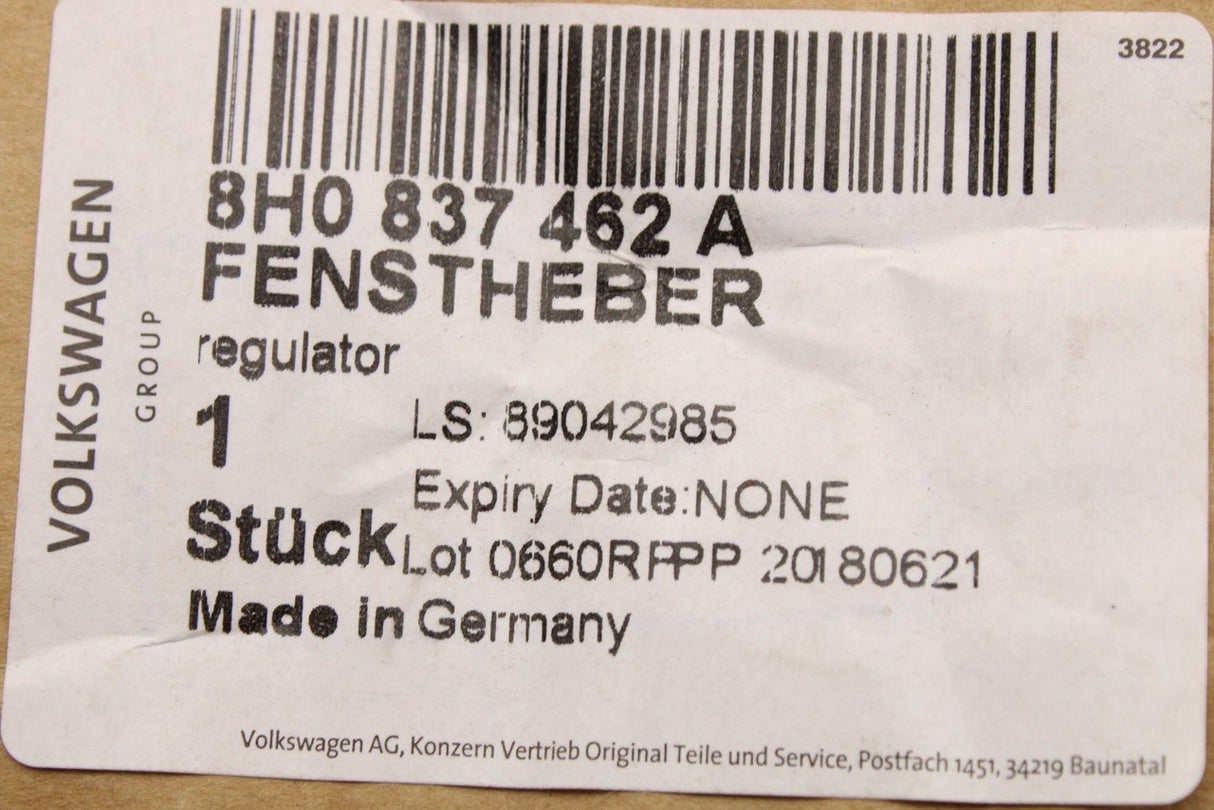 3822
8H0 837 462 A
FENSTHEBER
regulator
1
LS: 89042985
Expiry Date:NONE
Stück
Lot 0660RPPP 20180621
Made in Germany
VOLKSWAGEN
GROUP
Volkswagen AG, Konzern Vertrieb Original Teile und Service, Postfach 1451, 34219 Baunatal